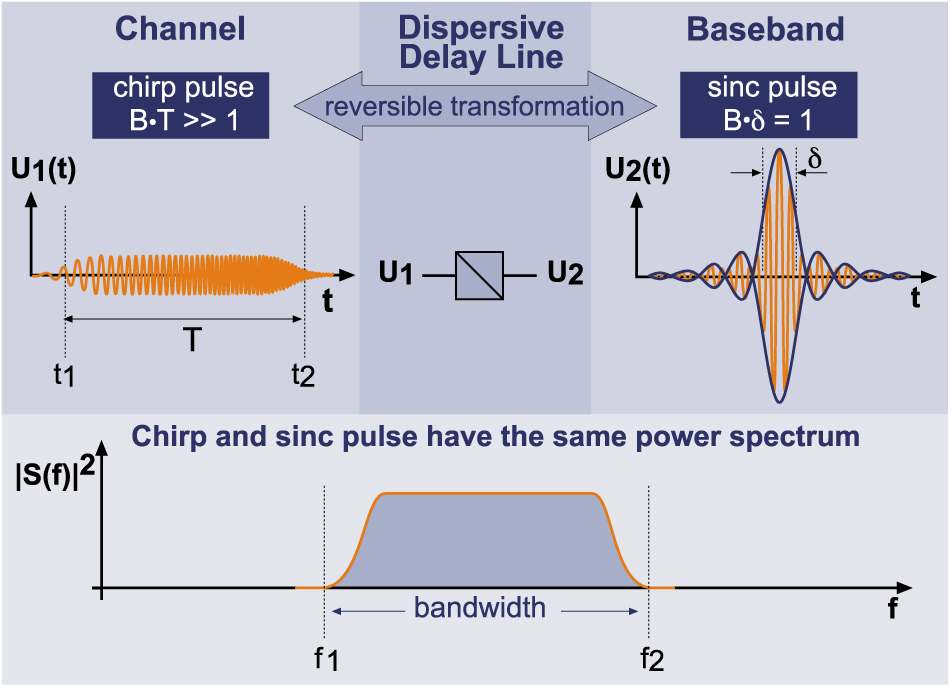 Channel
Dispersive
Delay Line
Baseband
chirp pulse
B•T >> 1
reversible transformation
sinc pulse
B•δ = 1
U1(t)
U2(t)
δ
U1
U2
t
t
T
t1
t2
Chirp and sinc pulse have the same power spectrum
|S(f)|2
bandwidth
f
f1
f2